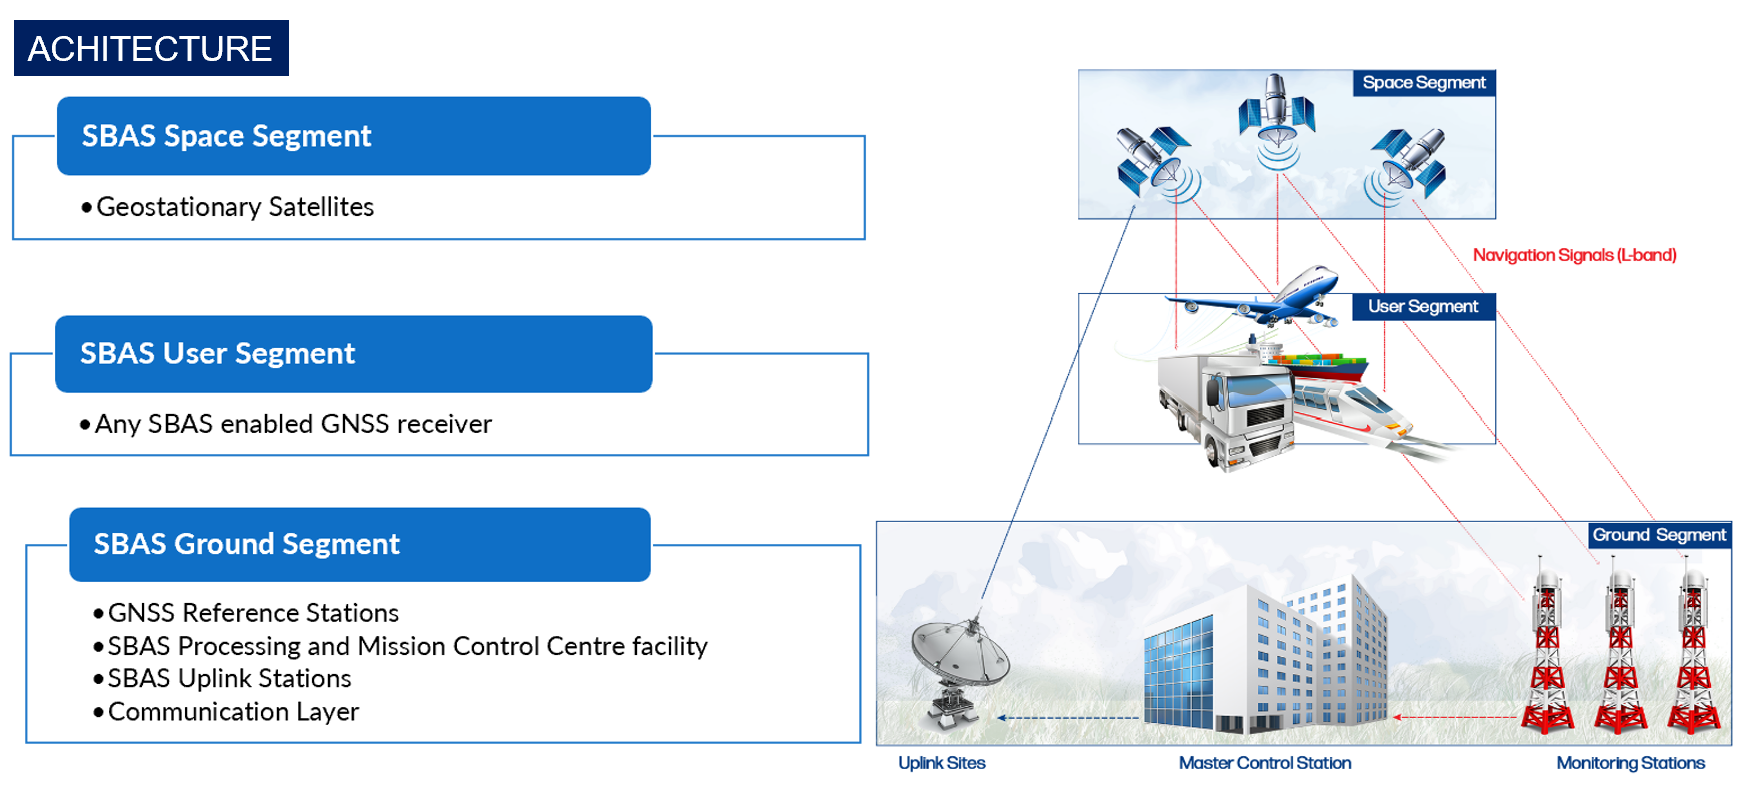 ACHITECTURE
SBAS Space Segment
•Geostationary Satellites
SBAS User Segment
•Any SBAS enabled GNSS receiver
SBAS Ground Segment
•GNSS Reference Stations
•SBAS Processing and Mission Control Centre facility
•SBAS Uplink Stations
•Communication Layer
Space Segment
Navigation Signals (L-band)
User Segment
Ground Segment
Uplink Sites
Master Control Station
Monitoring Stations